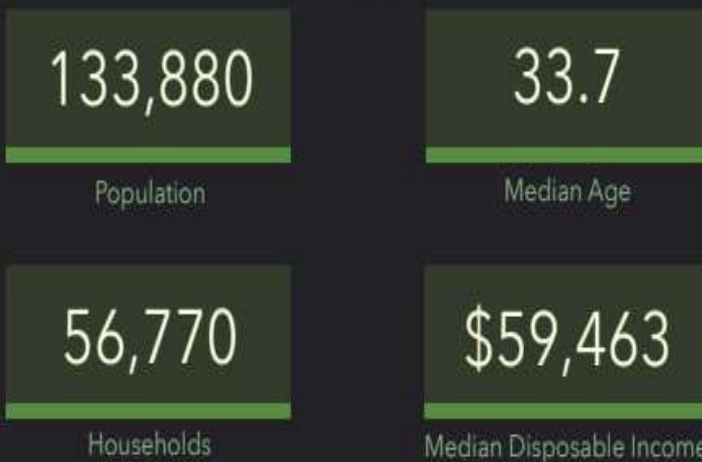 133,880
33.7
Population
Median Age
56,770
$59,463
Households
Median Disposable Income